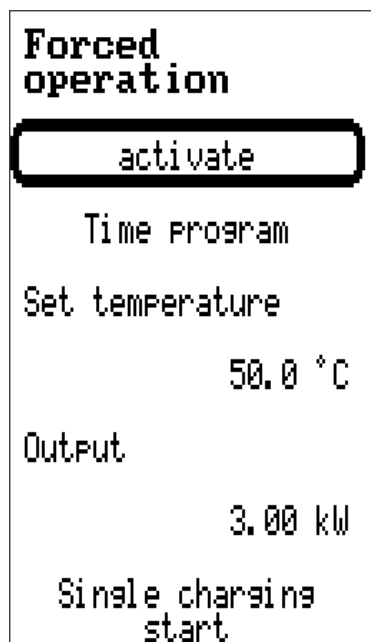 Forced
operation
activate
Time program
Set temperature
50.0 °C
Output
3.00 kW
Single charging
start